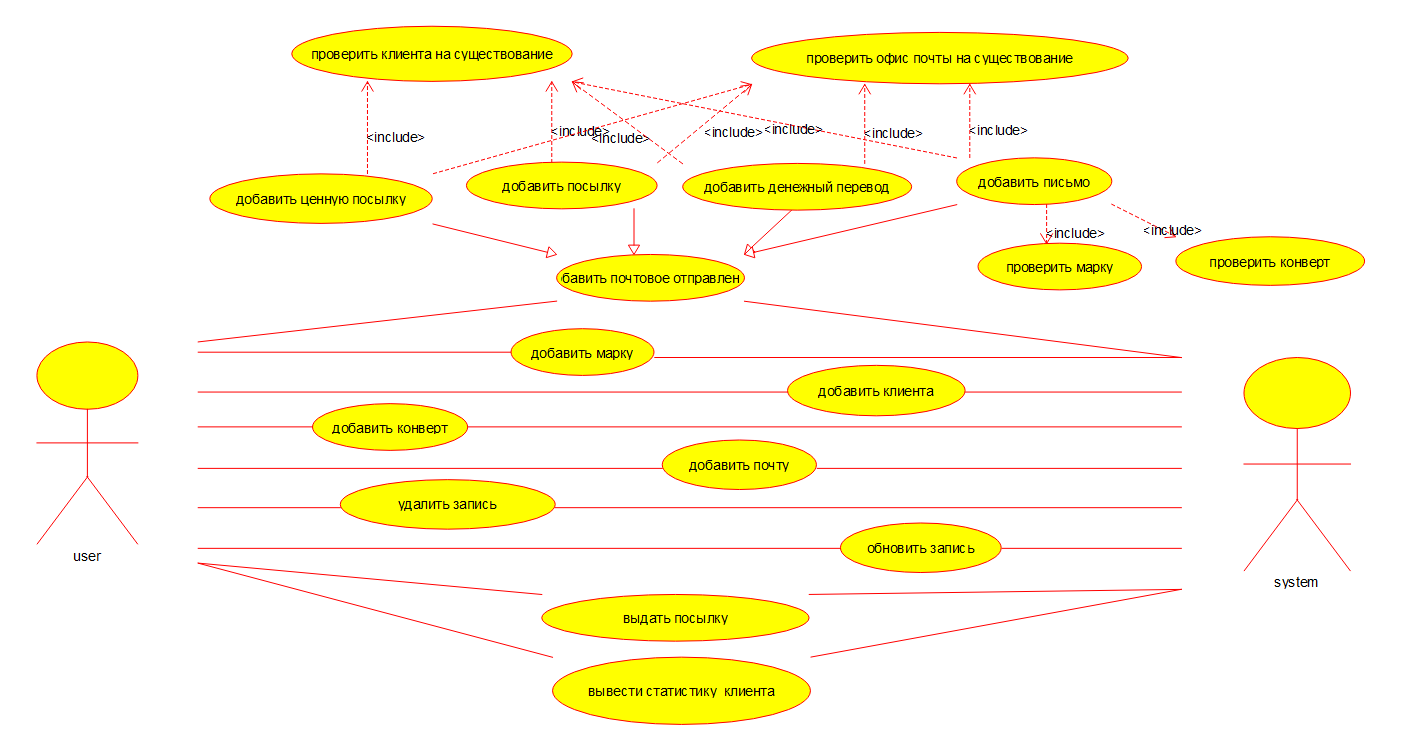 проверить клиента на существование
проверить офис почты на существование
<include>
<include>
<include>
<include>
<include>
<include>
<include>
добавить ценную посылку
добавить посылку
добавить денежный перевод
добавить письмо
<include>
<include>
бавить почтовое отправлен
проверить марку
проверить конверт
добавить марку
добавить клиента
добавить конверт
добавить почту
удалить запись
обновить запись
user
system
выдать посылку
вывести статистику клиента